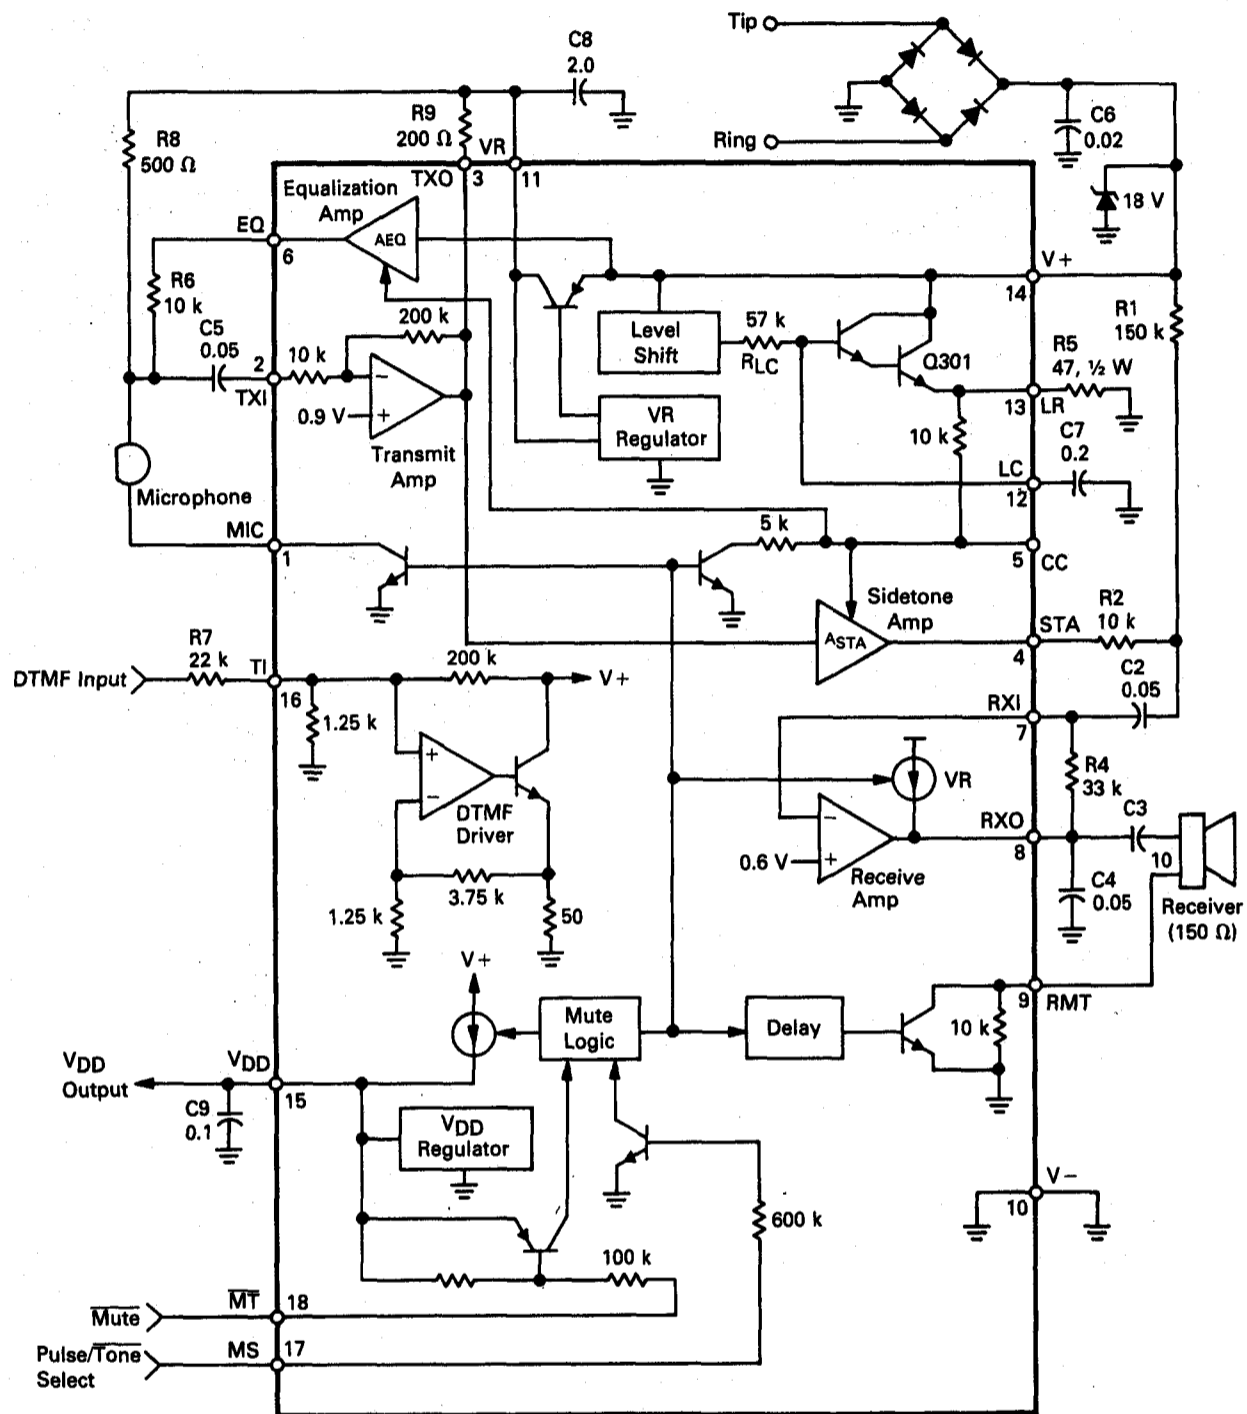 Tip
C8
2.0
R9
200 Ω
VR
R8
500 Ω
C6
0.02
Ring
TXO
3
11
18 V
Equalization
Amp
EQ
6
AEQ
V+
14
R6
10 k
C5
0.05
200 k
Level
Shift
57 k
RLC
Q301
R1
150 k
R5
47, ½ W
2
TXI
10 k
−
+
0.9 V
Transmit
Amp
VR
Regulator
13
LR
10 k
C7
0.2
LC
12
Microphone
MIC
1
5 k
5
CC
Sidetone
Amp
ASTA
STA
4
R2
10 k
R7
22 k
TI
16
DTMF Input
200 k
V+
1.25 k
C2
0.05
RXI
7
+
−
DTMF
Driver
VR
R4
33 k
RXO
8
C3
10
−
+
0.6 V
Receive
Amp
C4
0.05
Receiver
(150 Ω)
3.75 k
1.25 k
50
V+
Mute
Logic
Delay
9
RMT
10 k
VDD
Output
VDD
15
C9
0.1
VDD
Regulator
V−
10
600 k
100 k
Mute
MT
18
Pulse/Tone
Select
MS
17